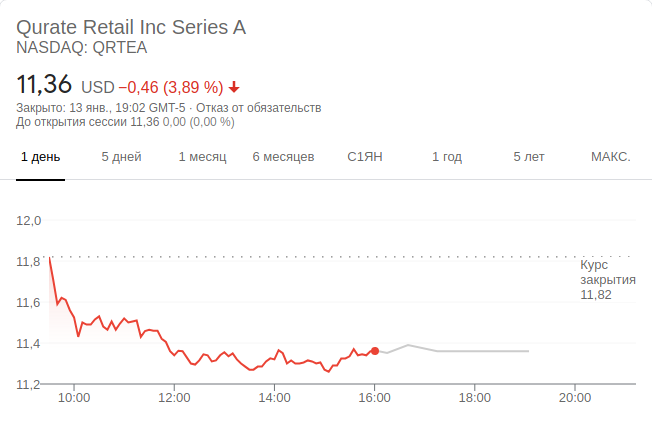 Qurate Retail Inc Series A
NASDAQ: QRTEA
11,36 USD −0,46 (3,89 %)
Закрыто: 13 янв., 19:02 GMT-5 · Отказ от обязательств
До открытия сессии 11,36 0,00 (0,00 %)
1 день 5 дней 1 месяц 6 месяцев С1ЯН 1 год 5 лет МАКС.
12,0
11,8
Курс
закрытия
11,82
11,6
11,4
11,2
10:00 12:00 14:00 16:00 18:00 20:00